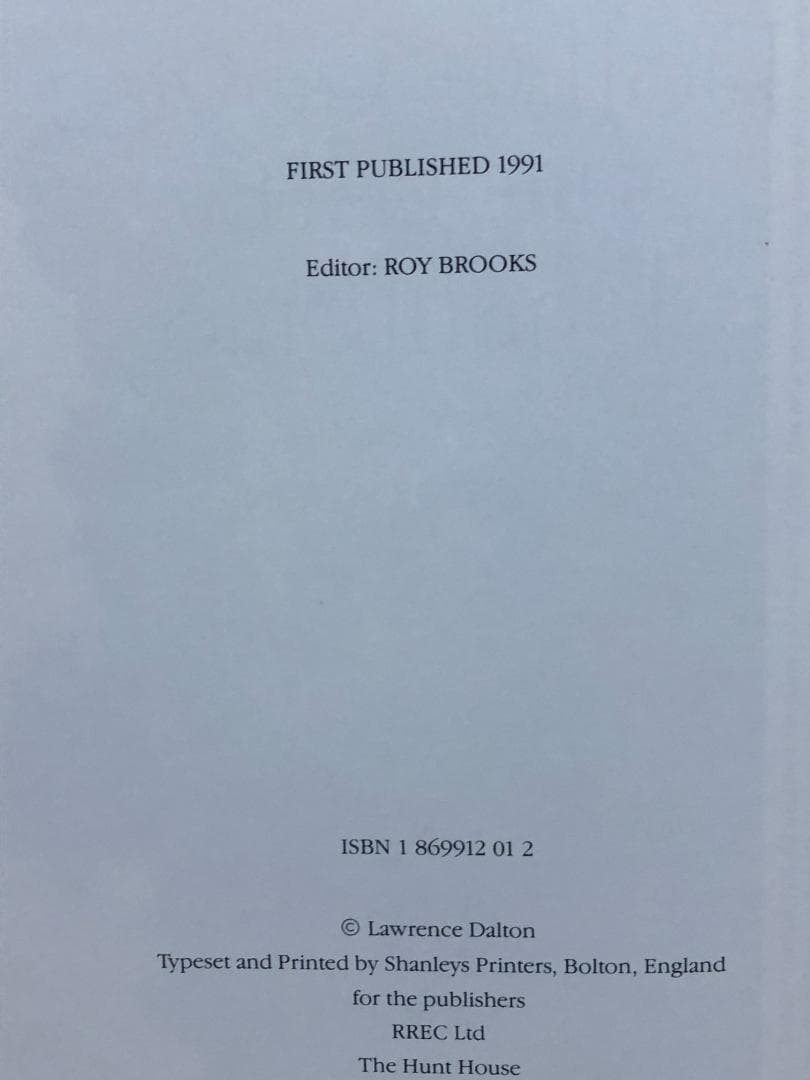 FIRST PUBLISHED 1991
Editor: ROY BROOKS
ISBN 1 869912 01 2
© Lawrence Dalton
Typeset and Printed by Shanleys Printers, Bolton, England
for the publishers
RREC Ltd
The Hunt House